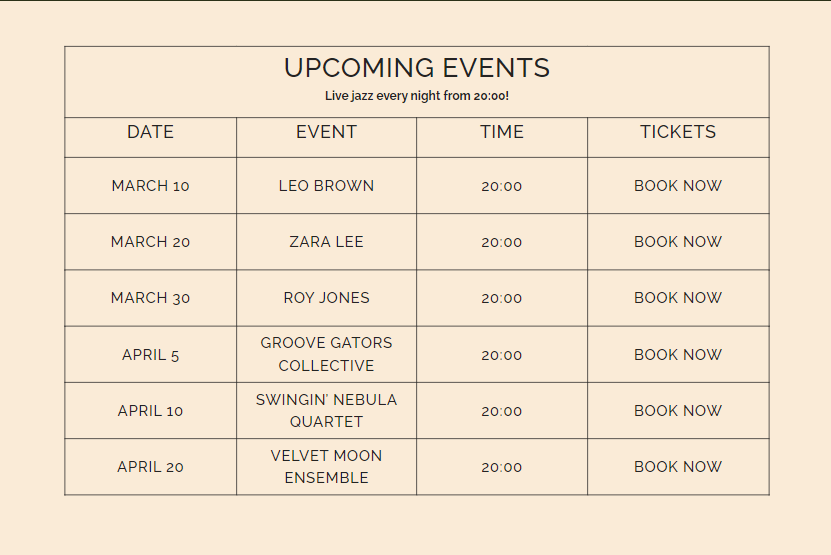 UPCOMING EVENTS
Live jazz every night from 20:00!
DATE EVENT TIME TICKETS
MARCH 10 LEO BROWN 20:00 BOOK NOW
MARCH 20 ZARA LEE 20:00 BOOK NOW
MARCH 30 ROY JONES 20:00 BOOK NOW
APRIL 5 GROOVE GATORS
COLLECTIVE 20:00 BOOK NOW
APRIL 10 SWINGIN' NEBULA
QUARTET 20:00 BOOK NOW
APRIL 20 VELVET MOON
ENSEMBLE 20:00 BOOK NOW